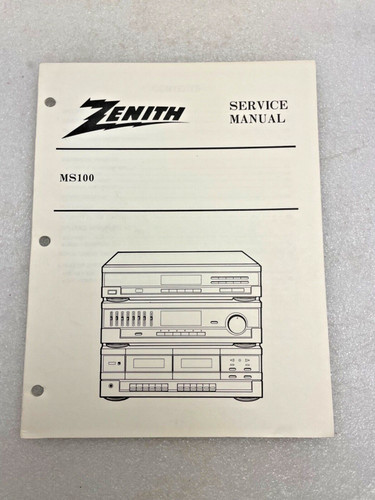 ZENITH
SERVICE
MANUAL
MS100